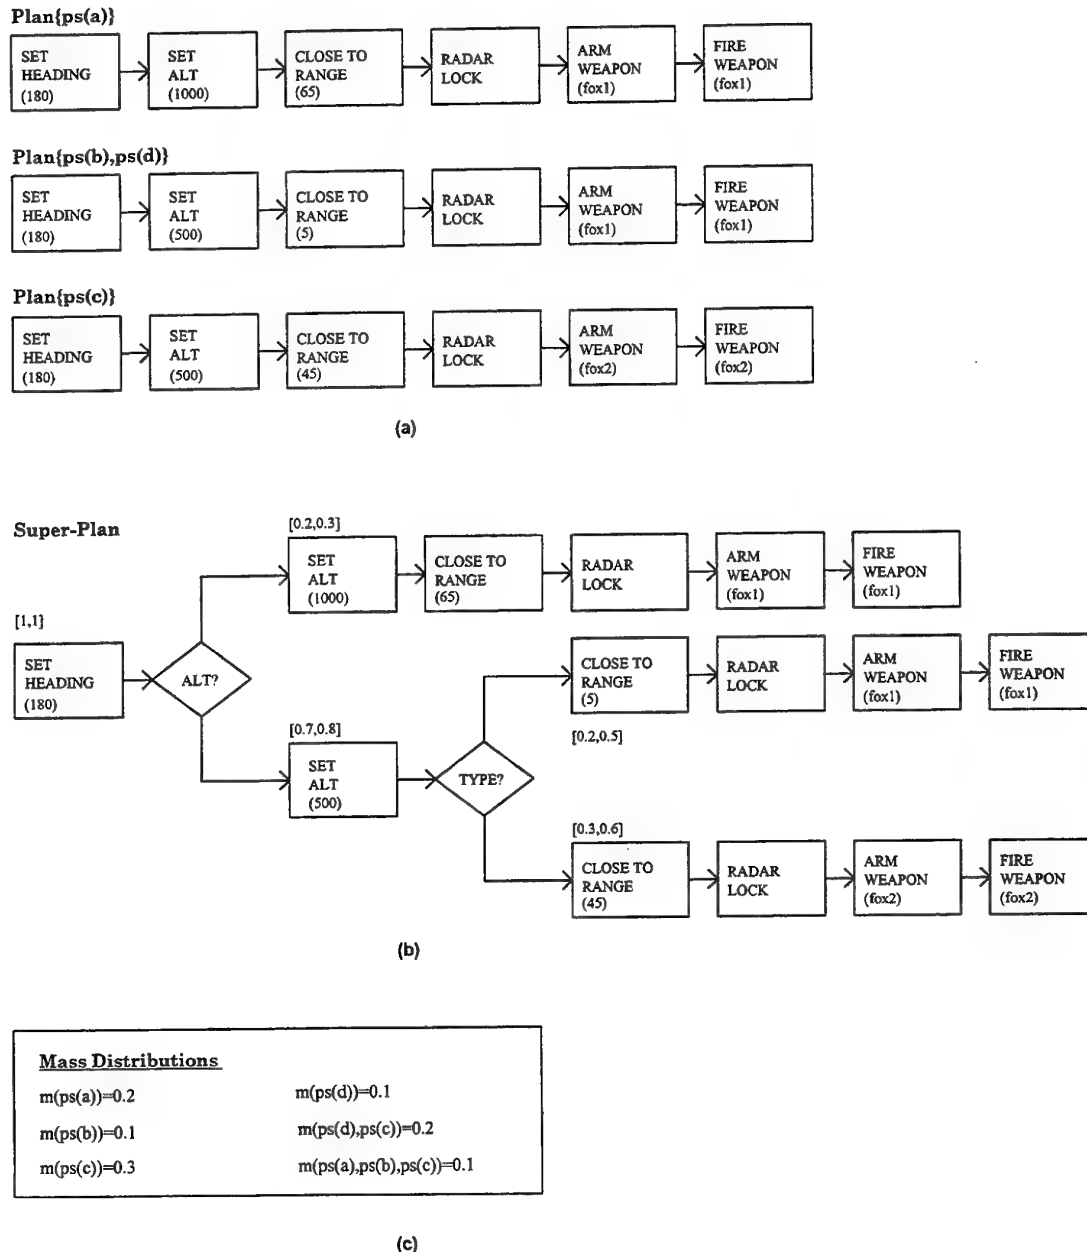 Plan{ps(a)}
SET
HEADING
(180)
SET
ALT
(1000)
CLOSE TO
RANGE
(65)
RADAR
LOCK
ARM
WEAPON
(fox1)
FIRE
WEAPON
(fox1)
Plan{ps(b),ps(d)}
SET
HEADING
(180)
SET
ALT
(500)
CLOSE TO
RANGE
(5)
RADAR
LOCK
ARM
WEAPON
(fox1)
FIRE
WEAPON
(fox1)
Plan{ps(c)}
SET
HEADING
(180)
SET
ALT
(500)
CLOSE TO
RANGE
(45)
RADAR
LOCK
ARM
WEAPON
(fox2)
FIRE
WEAPON
(fox2)
(a)
Super-Plan
[1,1]
SET
HEADING
(180)
ALT?
[0.2,0.3]
SET
ALT
(1000)
CLOSE TO
RANGE
(65)
RADAR
LOCK
ARM
WEAPON
(fox1)
FIRE
WEAPON
(fox1)
[0.7,0.8]
SET
ALT
(500)
TYPE?
CLOSE TO
RANGE
(5)
[0.2,0.5]
RADAR
LOCK
ARM
WEAPON
(fox1)
FIRE
WEAPON
(fox1)
[0.3,0.6]
CLOSE TO
RANGE
(45)
RADAR
LOCK
ARM
WEAPON
(fox2)
FIRE
WEAPON
(fox2)
(b)
Mass Distributions
m(ps(a))=0.2
m(ps(d))=0.1
m(ps(b))=0.1
m(ps(d),ps(c))=0.2
m(ps(c))=0.3
m(ps(a),ps(b),ps(c))=0.1
(c)